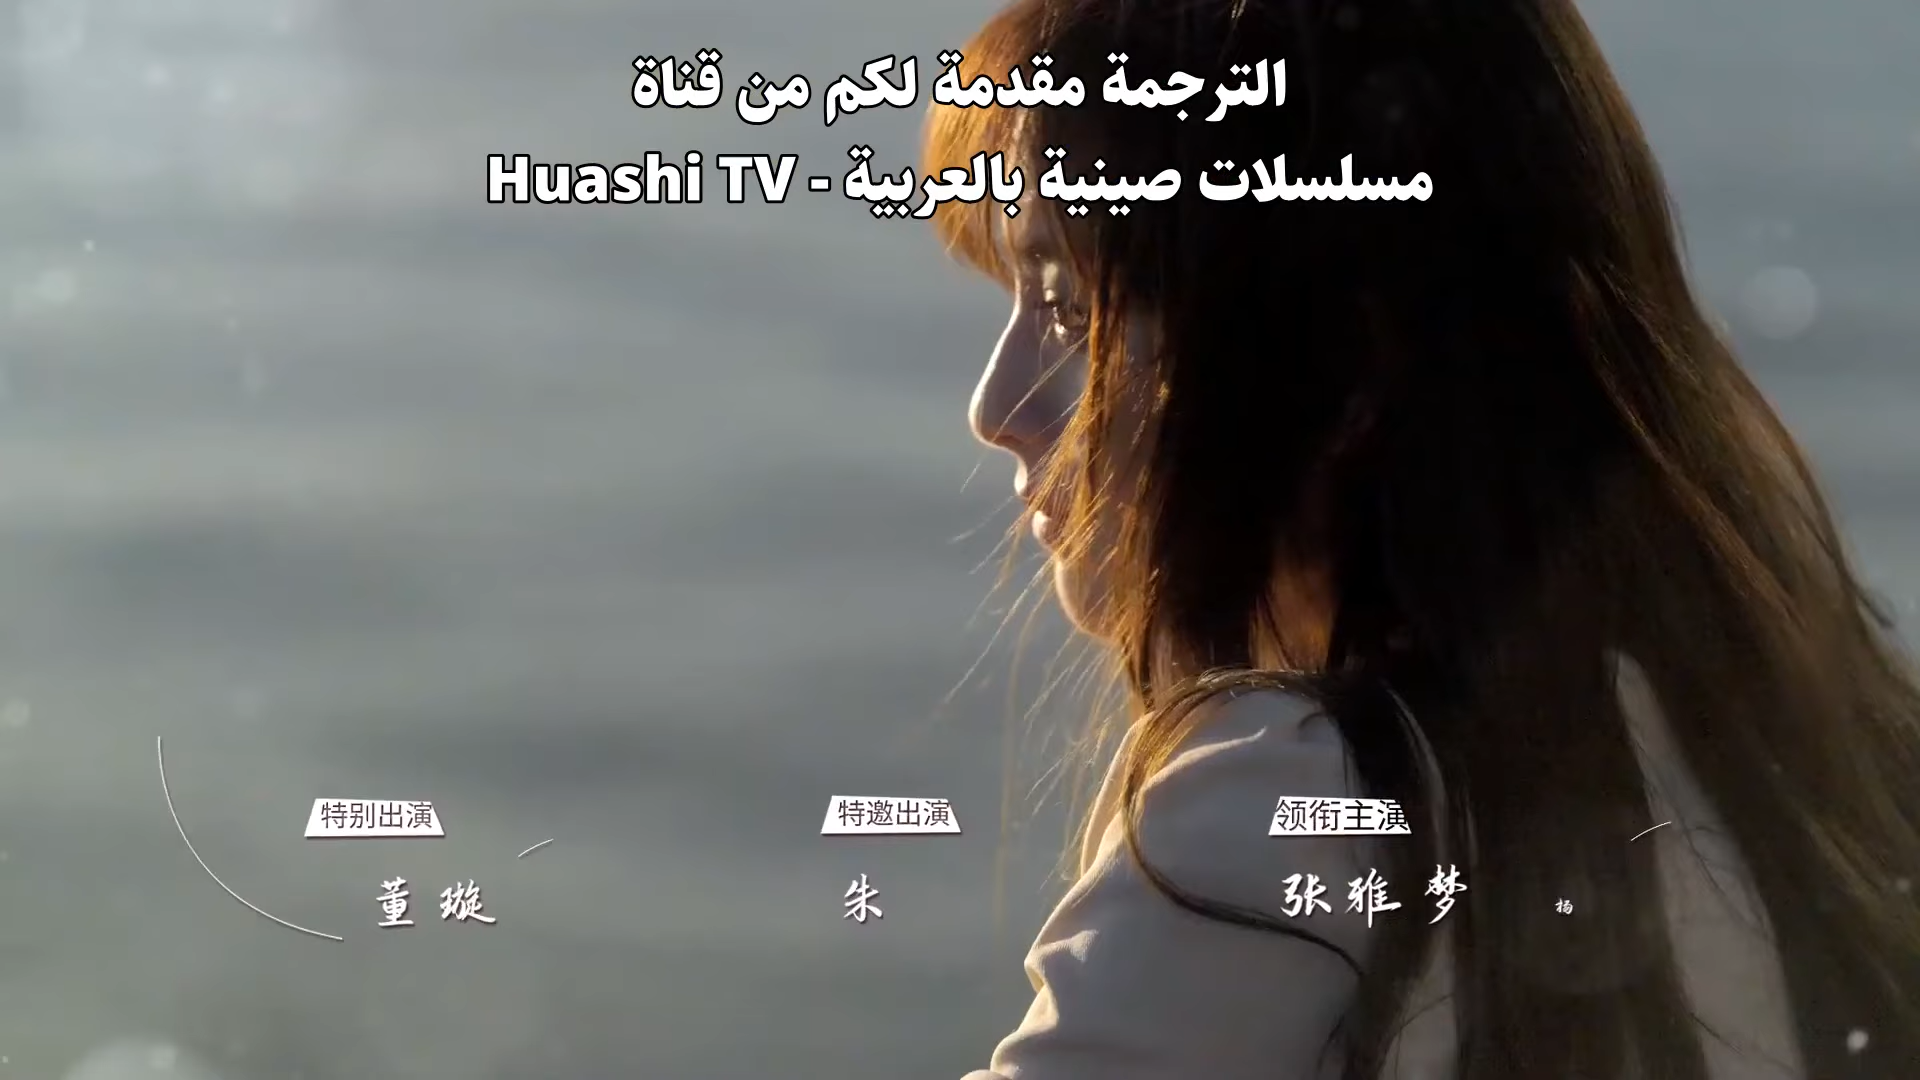 الترجمة مقدمة لكم من قناة
مسلسلات صينية بالعربية - Huashi TV
特别出演
特邀出演
领衔主演
董璇
朱
张雅梦
杨